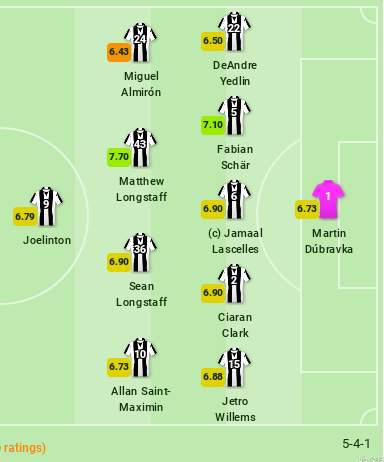 24
6.43
Miguel
Almirón
22
6.50
DeAndre
Yedlin
5
7.10
Fabian
Schär
43
7.70
Matthew
Longstaff
9
6.79
Joelinton
6
6.90
(c) Jamaal
Lascelles
1
6.73
Martin
Dúbravka
36
6.90
Sean
Longstaff
2
6.90
Ciaran
Clark
10
6.73
Allan Saint-
Maximin
15
6.88
Jetro
Willems
ratings)
5-4-1